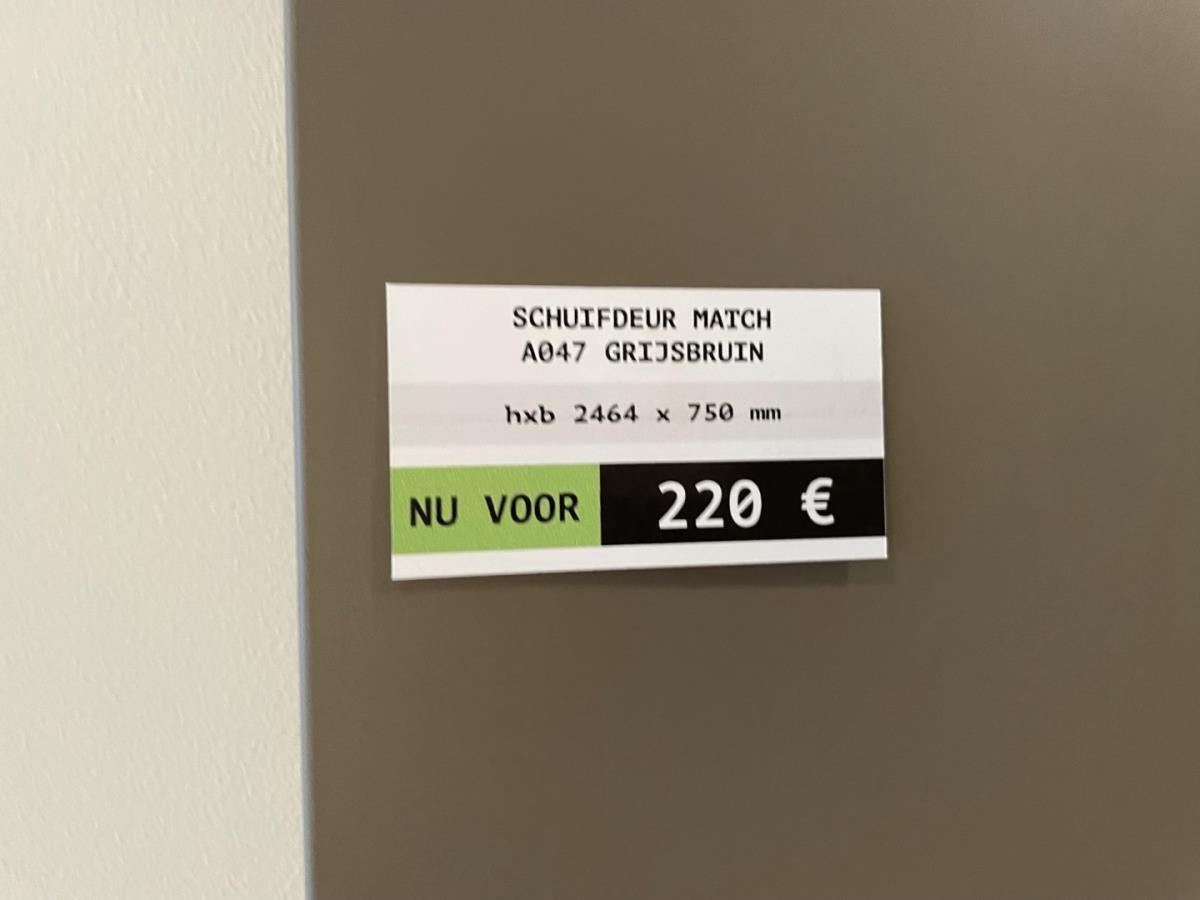 SCHUIFDEUR MATCH
A047 GRIJSBRUIN
hxb 2464 x 750 mm
NU VOOR 220 €